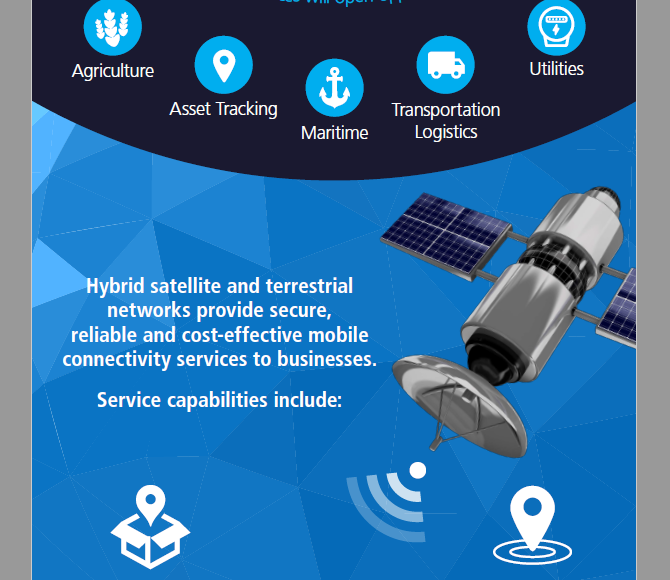 Agriculture
Asset Tracking
Maritime
Transportation
Logistics
Utilities
Hybrid satellite and terrestrial
networks provide secure,
reliable and cost-effective mobile
connectivity services to businesses.
Service capabilities include: